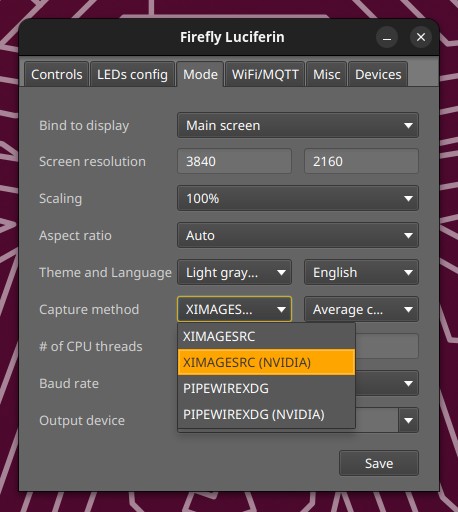 Firefly Luciferin
Controls LEDs config Mode WiFi/MQTT Misc Devices
Bind to display Main screen
Screen resolution 3840 2160
Scaling 100%
Aspect ratio Auto
Theme and Language Light gray... English
Capture method XIMAGES... Average c...
XIMAGESRC
# of CPU threads
XIMAGESRC (NVIDIA)
Baud rate
PIPEWIREXDG
PIPEWIREXDG (NVIDIA)
Output device
Save